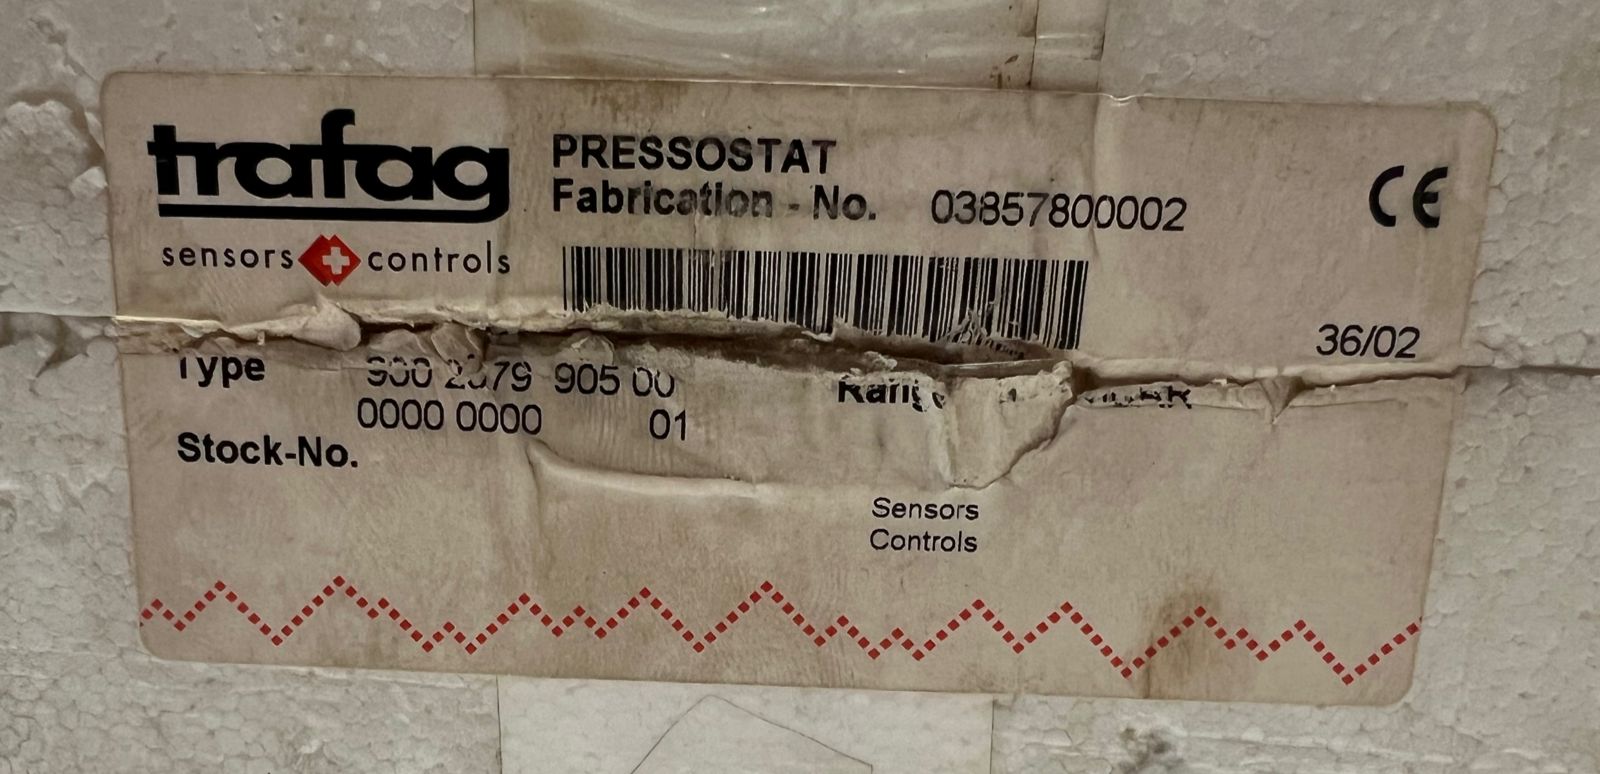 trafag
sensors controls
PRESSOSTAT
Fabrication - No. 03857800002
CE
36/02
Type 905 00
0000 0000 01
Stock-No.
Sensors
Controls